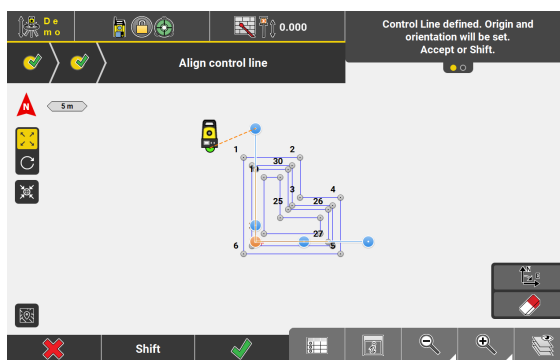 De
mo
0.000
Control Line defined. Origin and
orientation will be set.
Accept or Shift.
Align control line
N
5 m
1
2
30
3
4
25
26
27
6
5
N
E
Shift